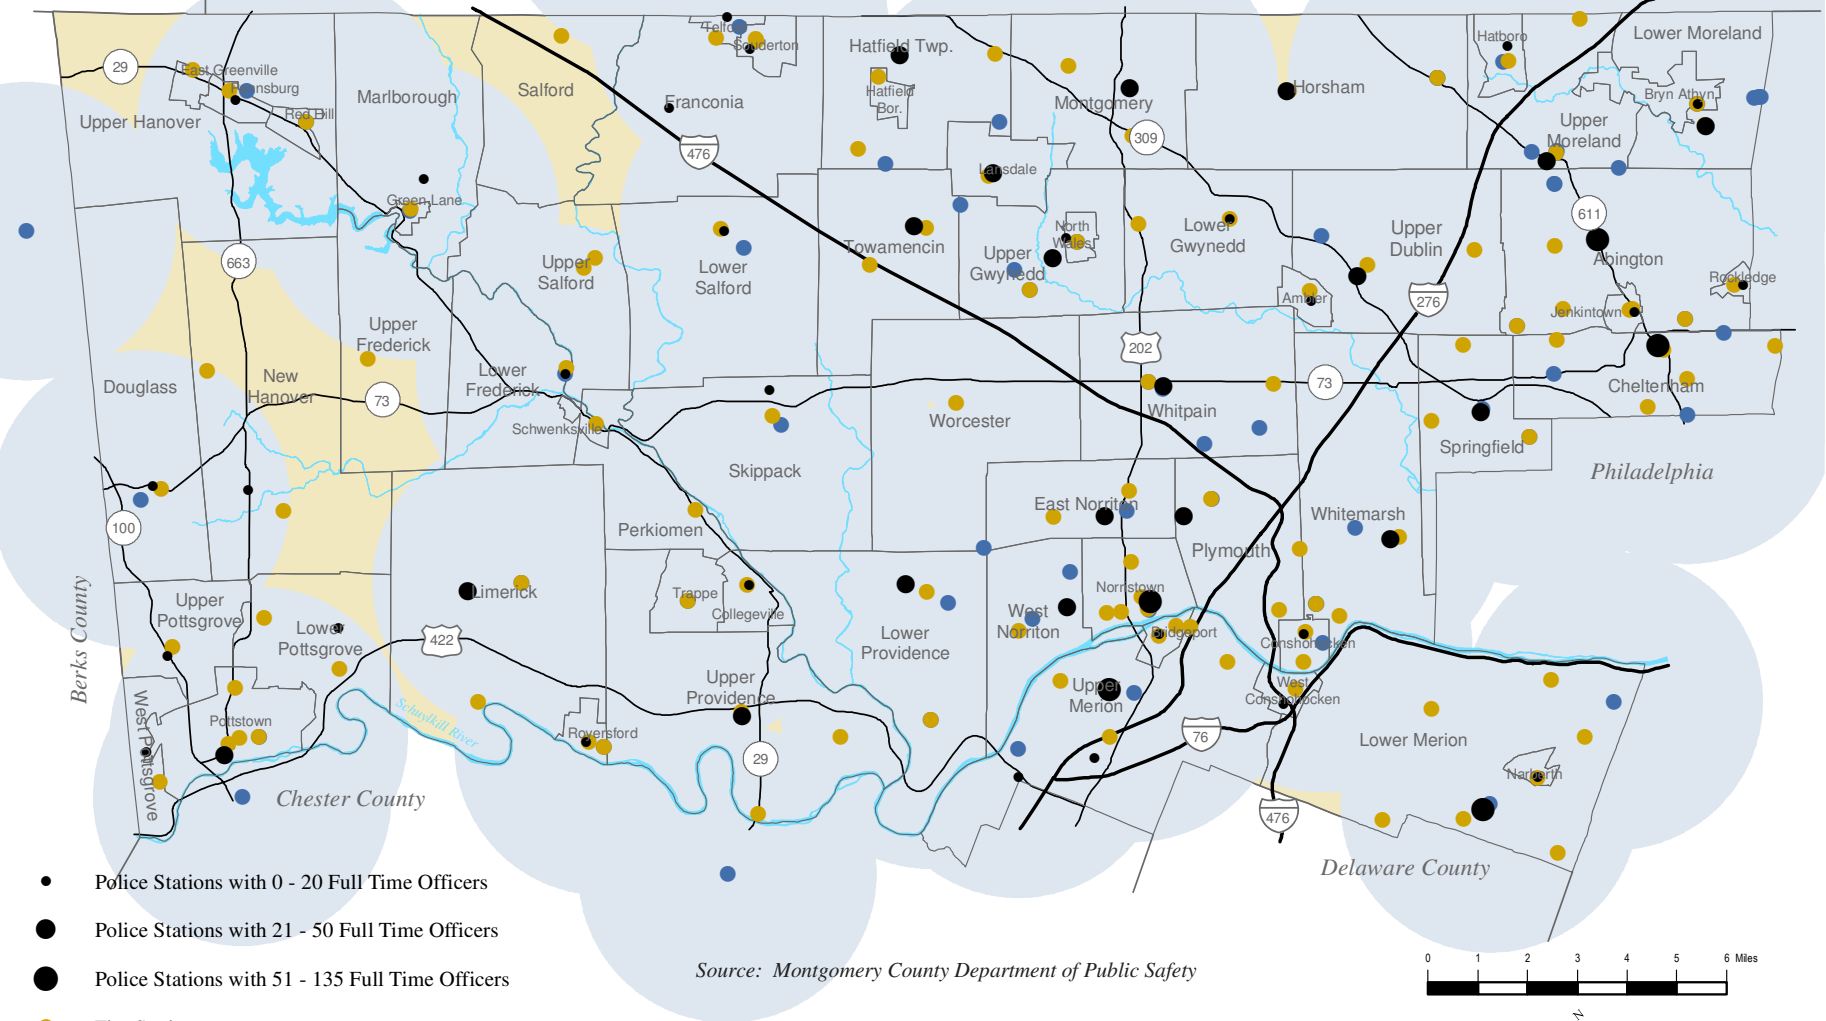 Telford
Souderton
Hatfield Twp.
Hatboro
Lower Moreland
29
East Greenville
Pennsburg
Red Hill
Upper Hanover
Marlborough
Salford
Franconia
Hatfield
Bor.
Montgomery
Horsham
Bryn Athyn
Upper
Moreland
309
476
Lansdale
Green Lane
611
663
Upper
Salford
Lower
Salford
Towamencin
Upper
Gwynedd
North
Wales
Lower
Gwynedd
Upper
Dublin
Abington
Rockledge
Ambler
276
Jenkintown
Upper
Frederick
202
Douglass
New
Hanover
73
Lower
Frederick
Schwenksville
Worcester
Whitpain
73
Cheltenham
Springfield
Philadelphia
Skippack
100
Perkiomen
East Norriton
Plymouth
Whitemarsh
Berks County
Upper
Pottsgrove
Lower
Pottsgrove
Limerick
422
Trappe
Collegeville
Lower
Providence
West
Norriton
Norristown
Bridgeport
Conshohocken
West
Conshohocken
West Pottsgrove
Pottstown
Schuylkill River
Royersford
Upper
Providence
29
Upper
Merion
76
Lower Merion
Narberth
476
Chester County
Delaware County
Police Stations with 0 - 20 Full Time Officers
Police Stations with 21 - 50 Full Time Officers
Police Stations with 51 - 135 Full Time Officers
Source: Montgomery County Department of Public Safety
0 1 2 3 4 5 6 Miles
N